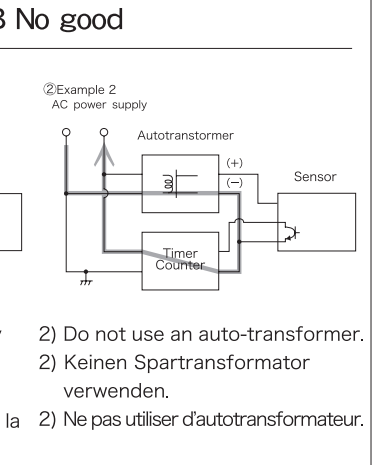 3 No good
②Example 2
AC power supply
Autotranstormer
(+)
(−)
Sensor
Timer
Counter
2) Do not use an auto-transformer.
2) Keinen Spartransformator
verwenden.
la 2) Ne pas utiliser d'autotransformateur.